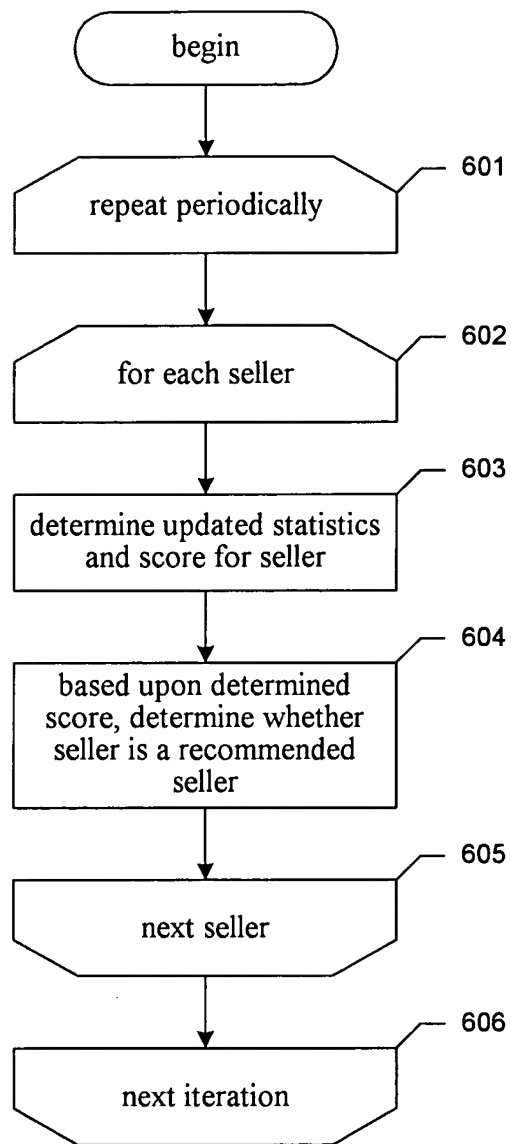 begin
601
repeat periodically
602
for each seller
603
determine updated statistics
and score for seller
604
based upon determined
score, determine whether
seller is a recommended
seller
605
next seller
606
next iteration